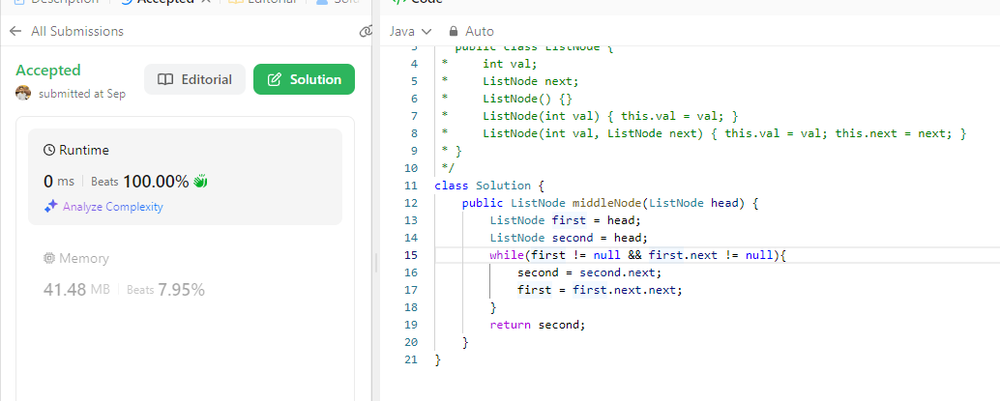 Description
Accepted
Editorial
Code
All Submissions
Java
Auto
Accepted
Editorial
Solution
submitted at Sep
Runtime
0 ms
Beats 100.00%
Analyze Complexity
Memory
41.48 MB
Beats 7.95%
3 public class ListNode {
4 *     int val;
5 *     ListNode next;
6 *     ListNode() {}
7 *     ListNode(int val) { this.val = val; }
8 *     ListNode(int val, ListNode next) { this.val = val; this.next = next; }
9 * }
10 */
11 class Solution {
12     public ListNode middleNode(ListNode head) {
13         ListNode first = head;
14         ListNode second = head;
15         while(first != null && first.next != null){
16             second = second.next;
17             first = first.next.next;
18         }
19         return second;
20     }
21 }